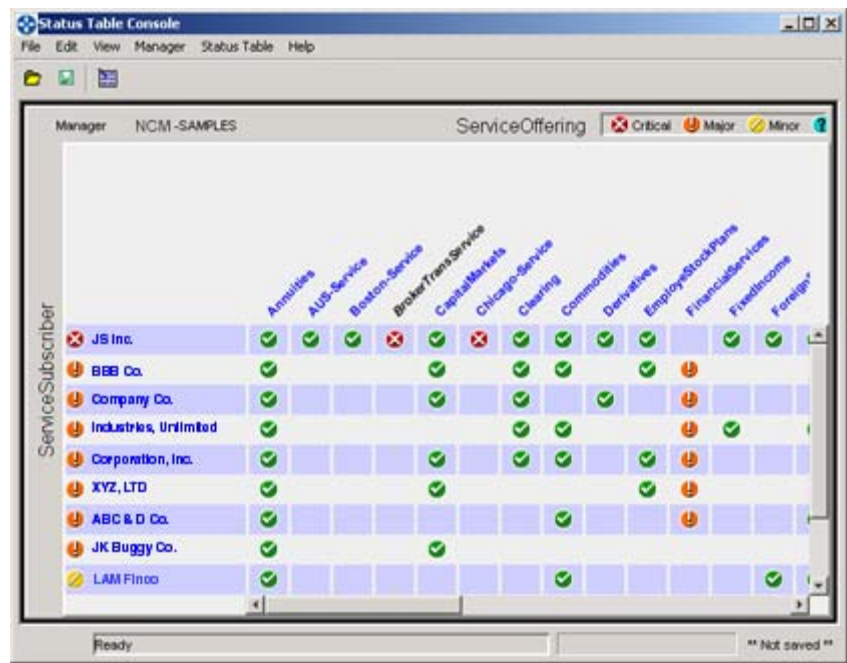 Status Table Console
File Edit View Manager Status Table Help
Manager NCM-SAMPLES ServiceOffering Critical Major Minor
Annuities
AUS-Service
Boston-Service
BrokerTransService
CapitalMarkets
Chicago-Service
Clearing
Commodities
Derivatives
EmployeStockPlans
FinancialServices
FixedIncome
Foreign
ServiceSubscriber
JS Inc.
BBB Co.
Company Co.
Industries, Unlimited
Corporation, Inc.
XYZ, LTD
ABC & D Co.
JK Buggy Co.
LAM Finco
Ready ** Not saved **